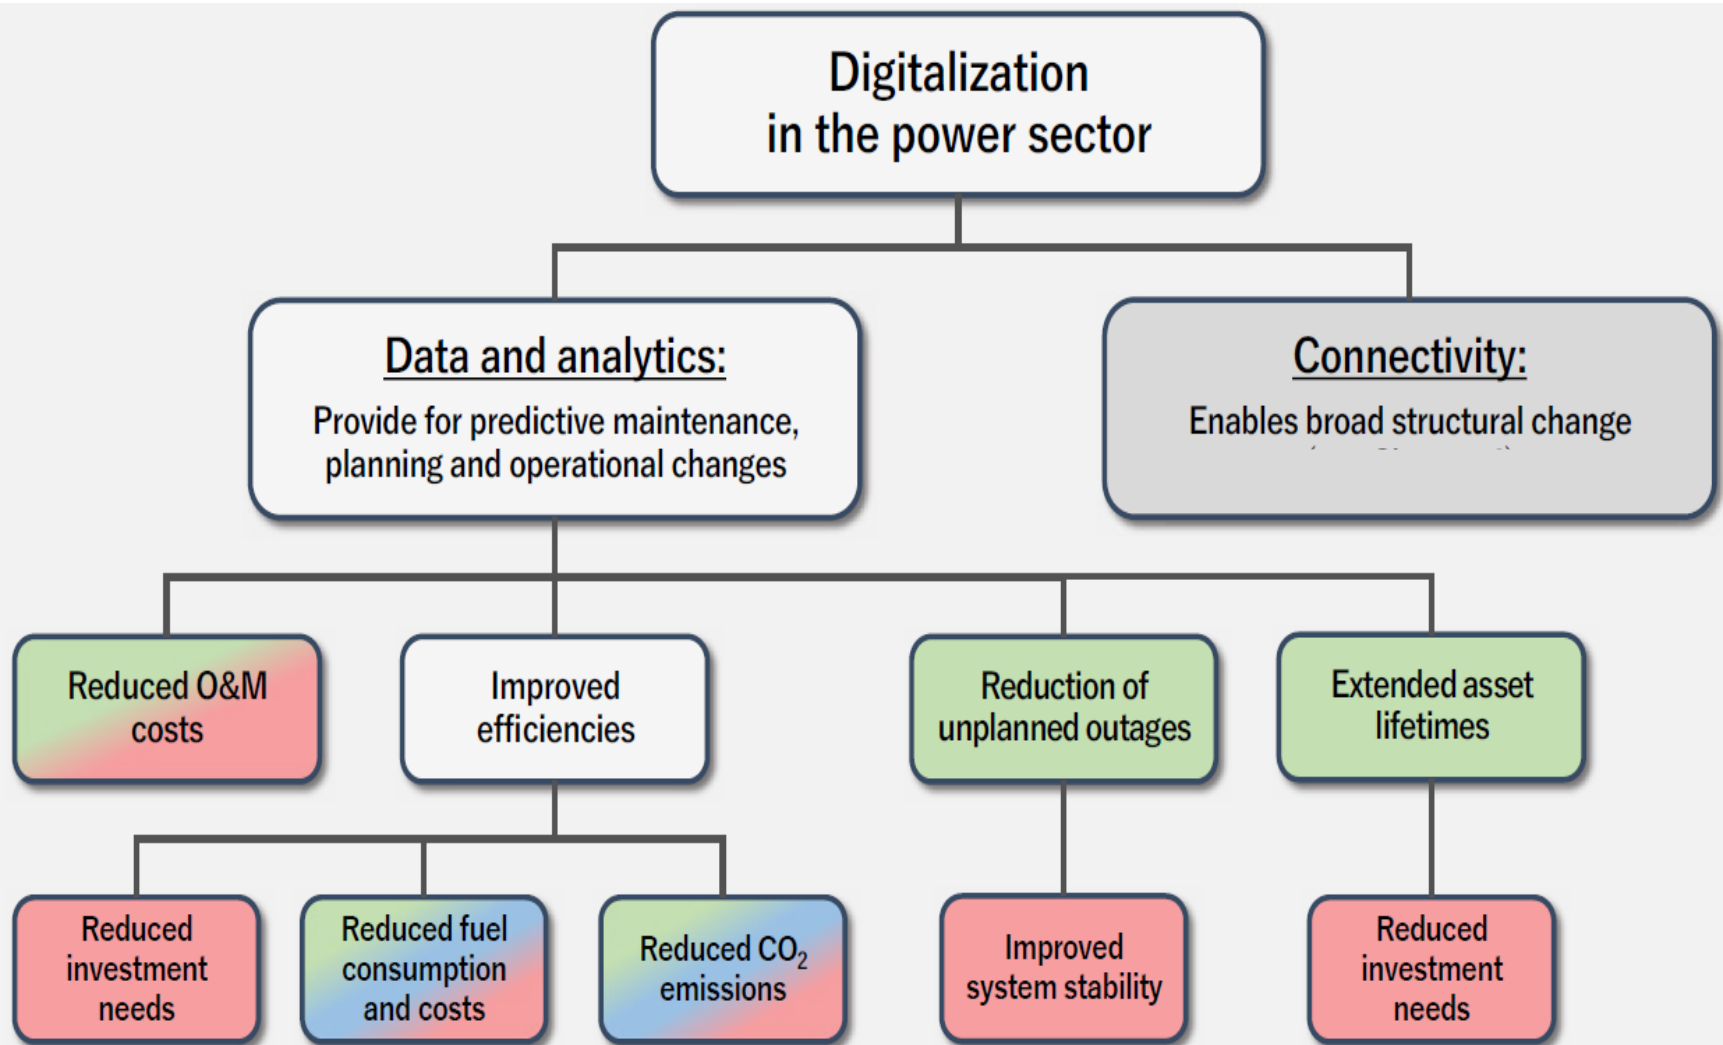 Digitalization
in the power sector
Data and analytics:
Provide for predictive maintenance,
planning and operational changes
Connectivity:
Enables broad structural change
Reduced O&M
costs
Improved
efficiencies
Reduction of
unplanned outages
Extended asset
lifetimes
Reduced
investment
needs
Reduced fuel
consumption
and costs
Reduced CO₂
emissions
Improved
system stability
Reduced
investment
needs